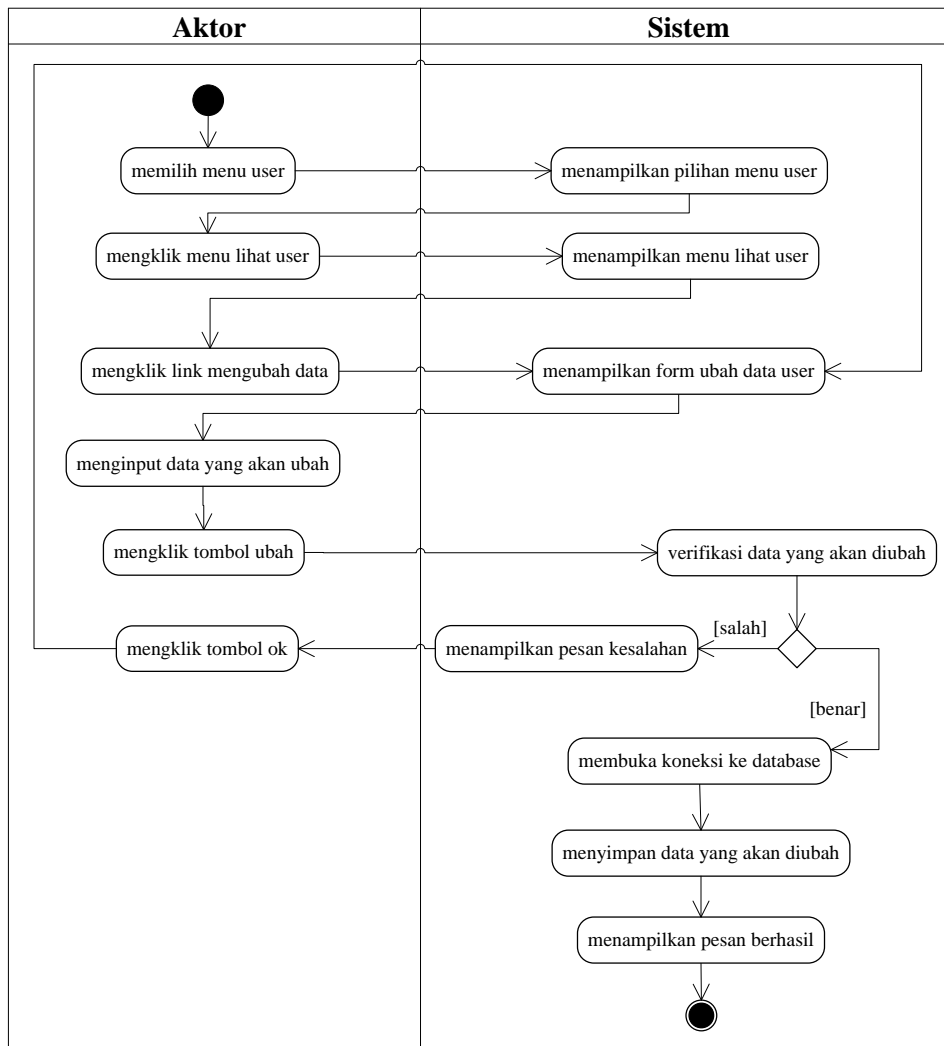 Aktor
Sistem
memilih menu user
menampilkan pilihan menu user
mengklik menu lihat user
menampilkan menu lihat user
mengklik link mengubah data
menampilkan form ubah data user
menginput data yang akan ubah
mengklik tombol ubah
verifikasi data yang akan diubah
[salah]
mengklik tombol ok
menampilkan pesan kesalahan
[benar]
membuka koneksi ke database
menyimpan data yang akan diubah
menampilkan pesan berhasil